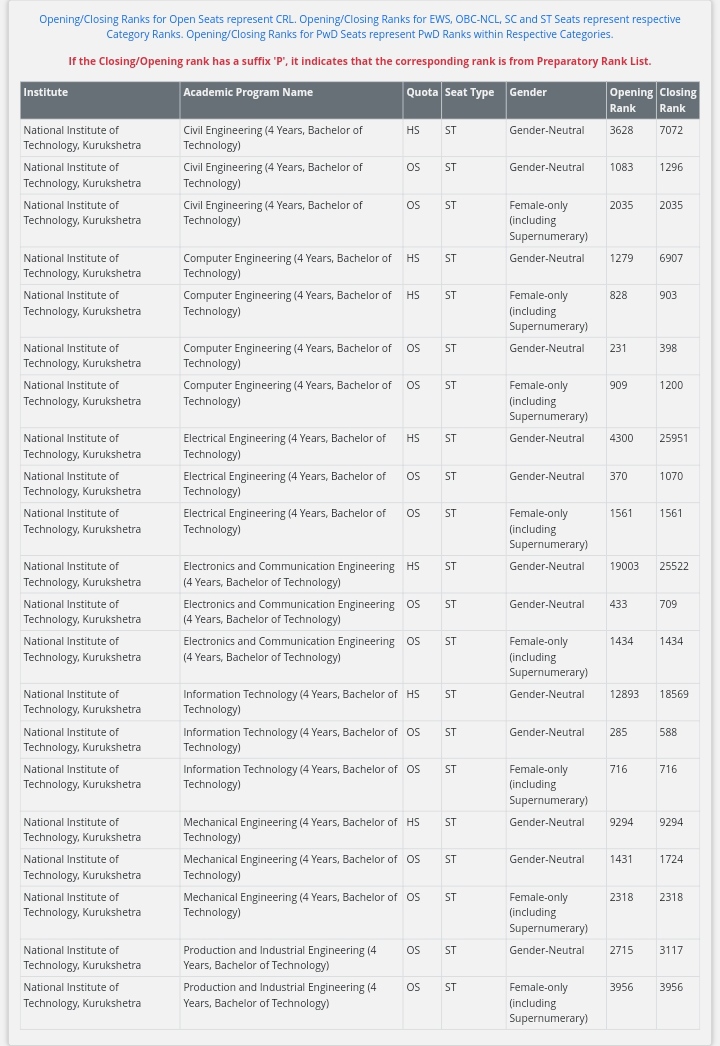 Opening/Closing Ranks for Open Seats represent CRL. Opening/Closing Ranks for EWS, OBC-NCL, SC and ST Seats represent respective
Category Ranks. Opening/Closing Ranks for PwD Seats represent PwD Ranks within Respective Categories.
If the Closing/Opening rank has a suffix 'P', it indicates that the corresponding rank is from Preparatory Rank List.
Institute Academic Program Name Quota Seat Type Gender Opening Closing
Rank Rank
National Institute of Civil Engineering (4 Years, Bachelor of HS ST Gender-Neutral 3628 7072
Technology, Kurukshetra Technology)
National Institute of Civil Engineering (4 Years, Bachelor of OS ST Gender-Neutral 1083 1296
Technology, Kurukshetra Technology)
National Institute of Civil Engineering (4 Years, Bachelor of OS ST Female-only 2035 2035
Technology, Kurukshetra Technology) (including
Supernumerary)
National Institute of Computer Engineering (4 Years, Bachelor of HS ST Gender-Neutral 1279 6907
Technology, Kurukshetra Technology)
National Institute of Computer Engineering (4 Years, Bachelor of HS ST Female-only 828 903
Technology, Kurukshetra Technology) (including
Supernumerary)
National Institute of Computer Engineering (4 Years, Bachelor of OS ST Gender-Neutral 231 398
Technology, Kurukshetra Technology)
National Institute of Computer Engineering (4 Years, Bachelor of OS ST Female-only 909 1200
Technology, Kurukshetra Technology) (including
Supernumerary)
National Institute of Electrical Engineering (4 Years, Bachelor of HS ST Gender-Neutral 4300 25951
Technology, Kurukshetra Technology)
National Institute of Electrical Engineering (4 Years, Bachelor of OS ST Gender-Neutral 370 1070
Technology, Kurukshetra Technology)
National Institute of Electrical Engineering (4 Years, Bachelor of OS ST Female-only 1561 1561
Technology, Kurukshetra Technology) (including
Supernumerary)
National Institute of Electronics and Communication Engineering HS ST Gender-Neutral 19003 25522
Technology, Kurukshetra (4 Years, Bachelor of Technology)
National Institute of Electronics and Communication Engineering OS ST Gender-Neutral 433 709
Technology, Kurukshetra (4 Years, Bachelor of Technology)
National Institute of Electronics and Communication Engineering OS ST Female-only 1434 1434
Technology, Kurukshetra (4 Years, Bachelor of Technology) (including
Supernumerary)
National Institute of Information Technology (4 Years, Bachelor of HS ST Gender-Neutral 12893 18569
Technology, Kurukshetra Technology)
National Institute of Information Technology (4 Years, Bachelor of OS ST Gender-Neutral 285 588
Technology, Kurukshetra Technology)
National Institute of Information Technology (4 Years, Bachelor of OS ST Female-only 716 716
Technology, Kurukshetra Technology) (including
Supernumerary)
National Institute of Mechanical Engineering (4 Years, Bachelor of HS ST Gender-Neutral 9294 9294
Technology, Kurukshetra Technology)
National Institute of Mechanical Engineering (4 Years, Bachelor of OS ST Gender-Neutral 1431 1724
Technology, Kurukshetra Technology)
National Institute of Mechanical Engineering (4 Years, Bachelor of OS ST Female-only 2318 2318
Technology, Kurukshetra Technology) (including
Supernumerary)
National Institute of Production and Industrial Engineering (4 OS ST Gender-Neutral 2715 3117
Technology, Kurukshetra Years, Bachelor of Technology)
National Institute of Production and Industrial Engineering (4 OS ST Female-only 3956 3956
Technology, Kurukshetra Years, Bachelor of Technology) (including
Supernumerary)